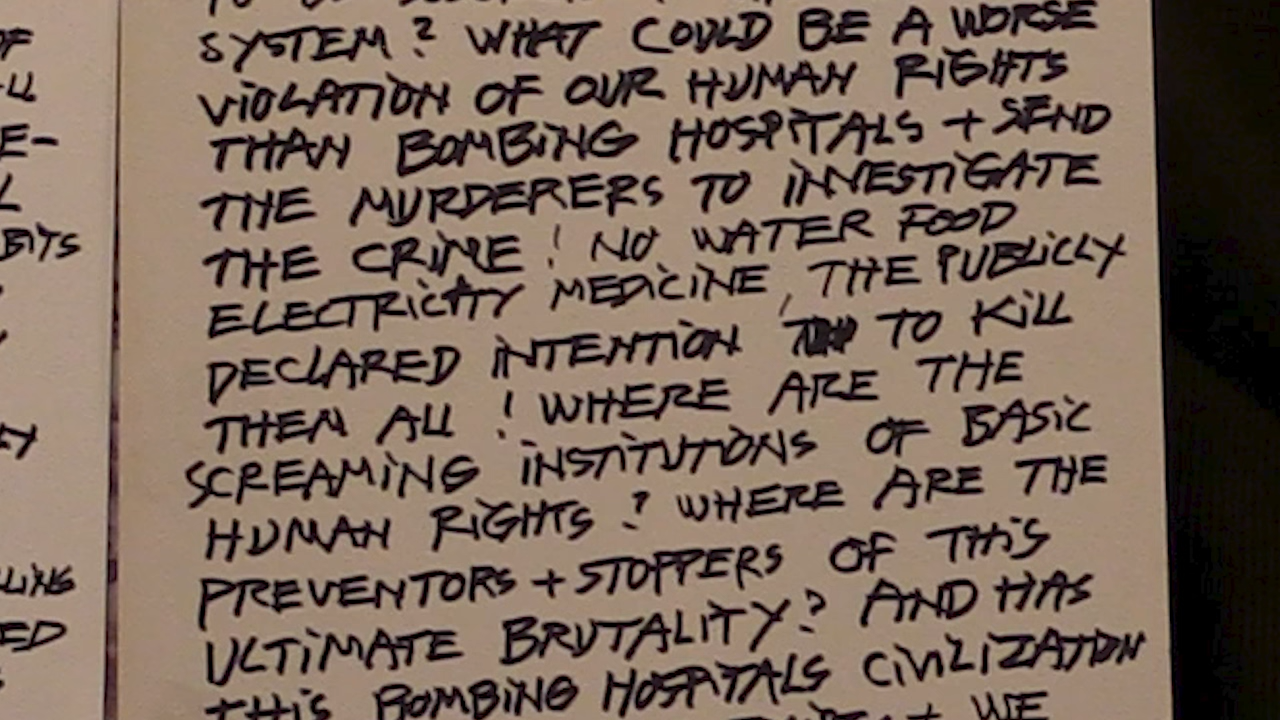 SYSTEM? WHAT COULD BE A WORSE
VIOLATION OF OUR HUMAN RIGHTS
THAN BOMBING HOSPITALS + SEND
THE MURDERERS TO INVESTIGATE
THE CRIME! NO WATER FOOD
ELECTRICITY MEDICINE, THE PUBLICLY
DECLARED INTENTION TO KILL
THEM ALL! WHERE ARE THE
SCREAMING INSTITUTIONS OF BASIC
HUMAN RIGHTS? WHERE ARE THE
PREVENTORS + STOPPERS OF THIS
ULTIMATE BRUTALITY? AND HAS
THIS BOMBING HOSPITALS CIVILIZATION
WE